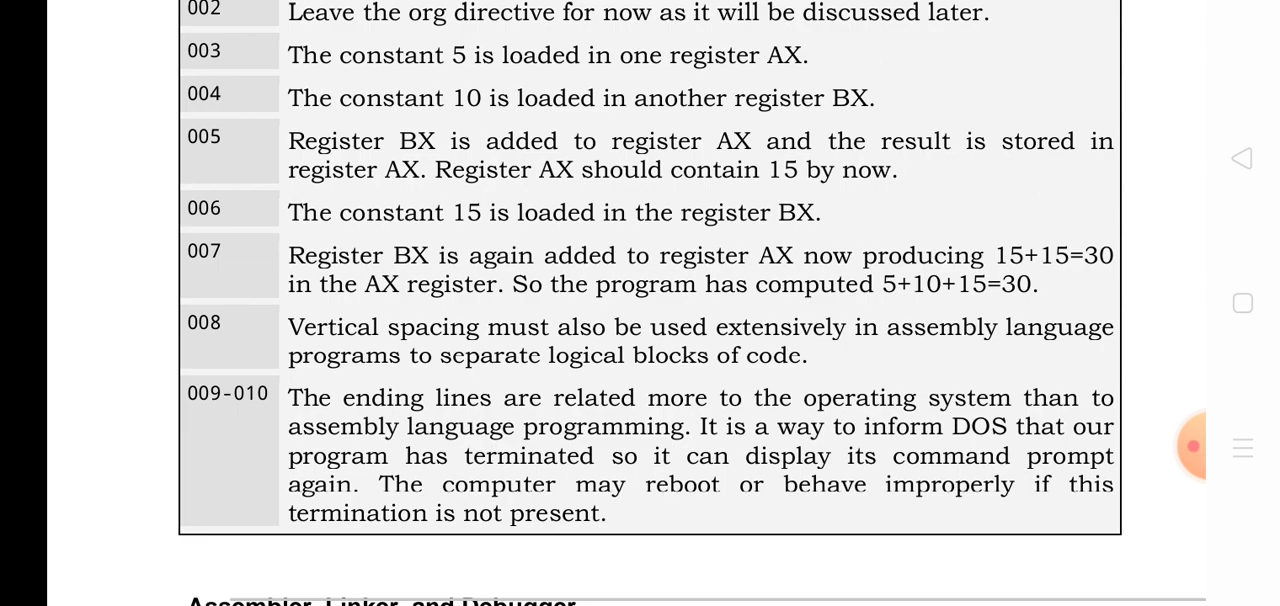 002 Leave the org directive for now as it will be discussed later.
003 The constant 5 is loaded in one register AX.
004 The constant 10 is loaded in another register BX.
005 Register BX is added to register AX and the result is stored in
register AX. Register AX should contain 15 by now.
006 The constant 15 is loaded in the register BX.
007 Register BX is again added to register AX now producing 15+15=30
in the AX register. So the program has computed 5+10+15=30.
008 Vertical spacing must also be used extensively in assembly language
programs to separate logical blocks of code.
009-010 The ending lines are related more to the operating system than to
assembly language programming. It is a way to inform DOS that our
program has terminated so it can display its command prompt
again. The computer may reboot or behave improperly if this
termination is not present.
Assembler, Linker, and Debugger